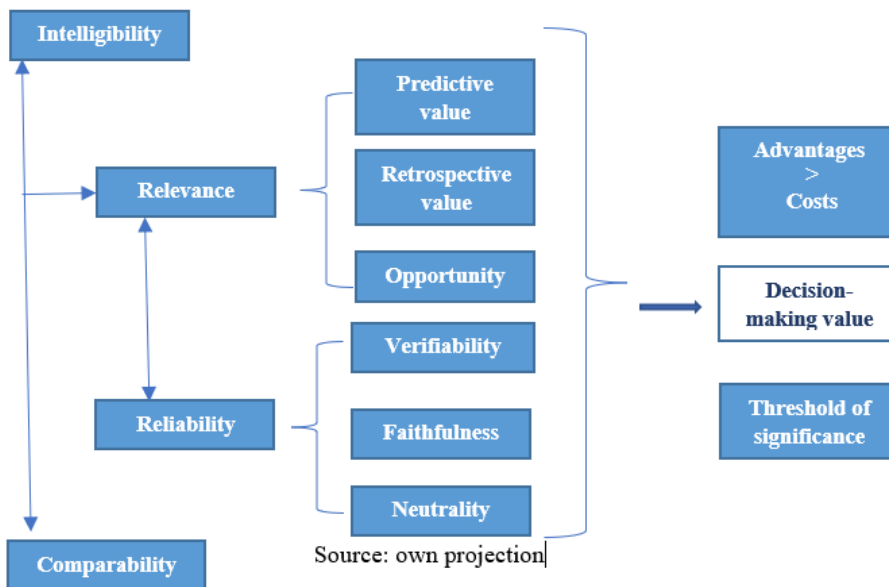 Intelligibility
Predictive
value
Advantages
>
Costs
Relevance
Retrospective
value
Opportunity
Decision-
making value
Verifiability
Reliability
Faithfulness
Threshold of
significance
Neutrality
Source: own projection
Comparability